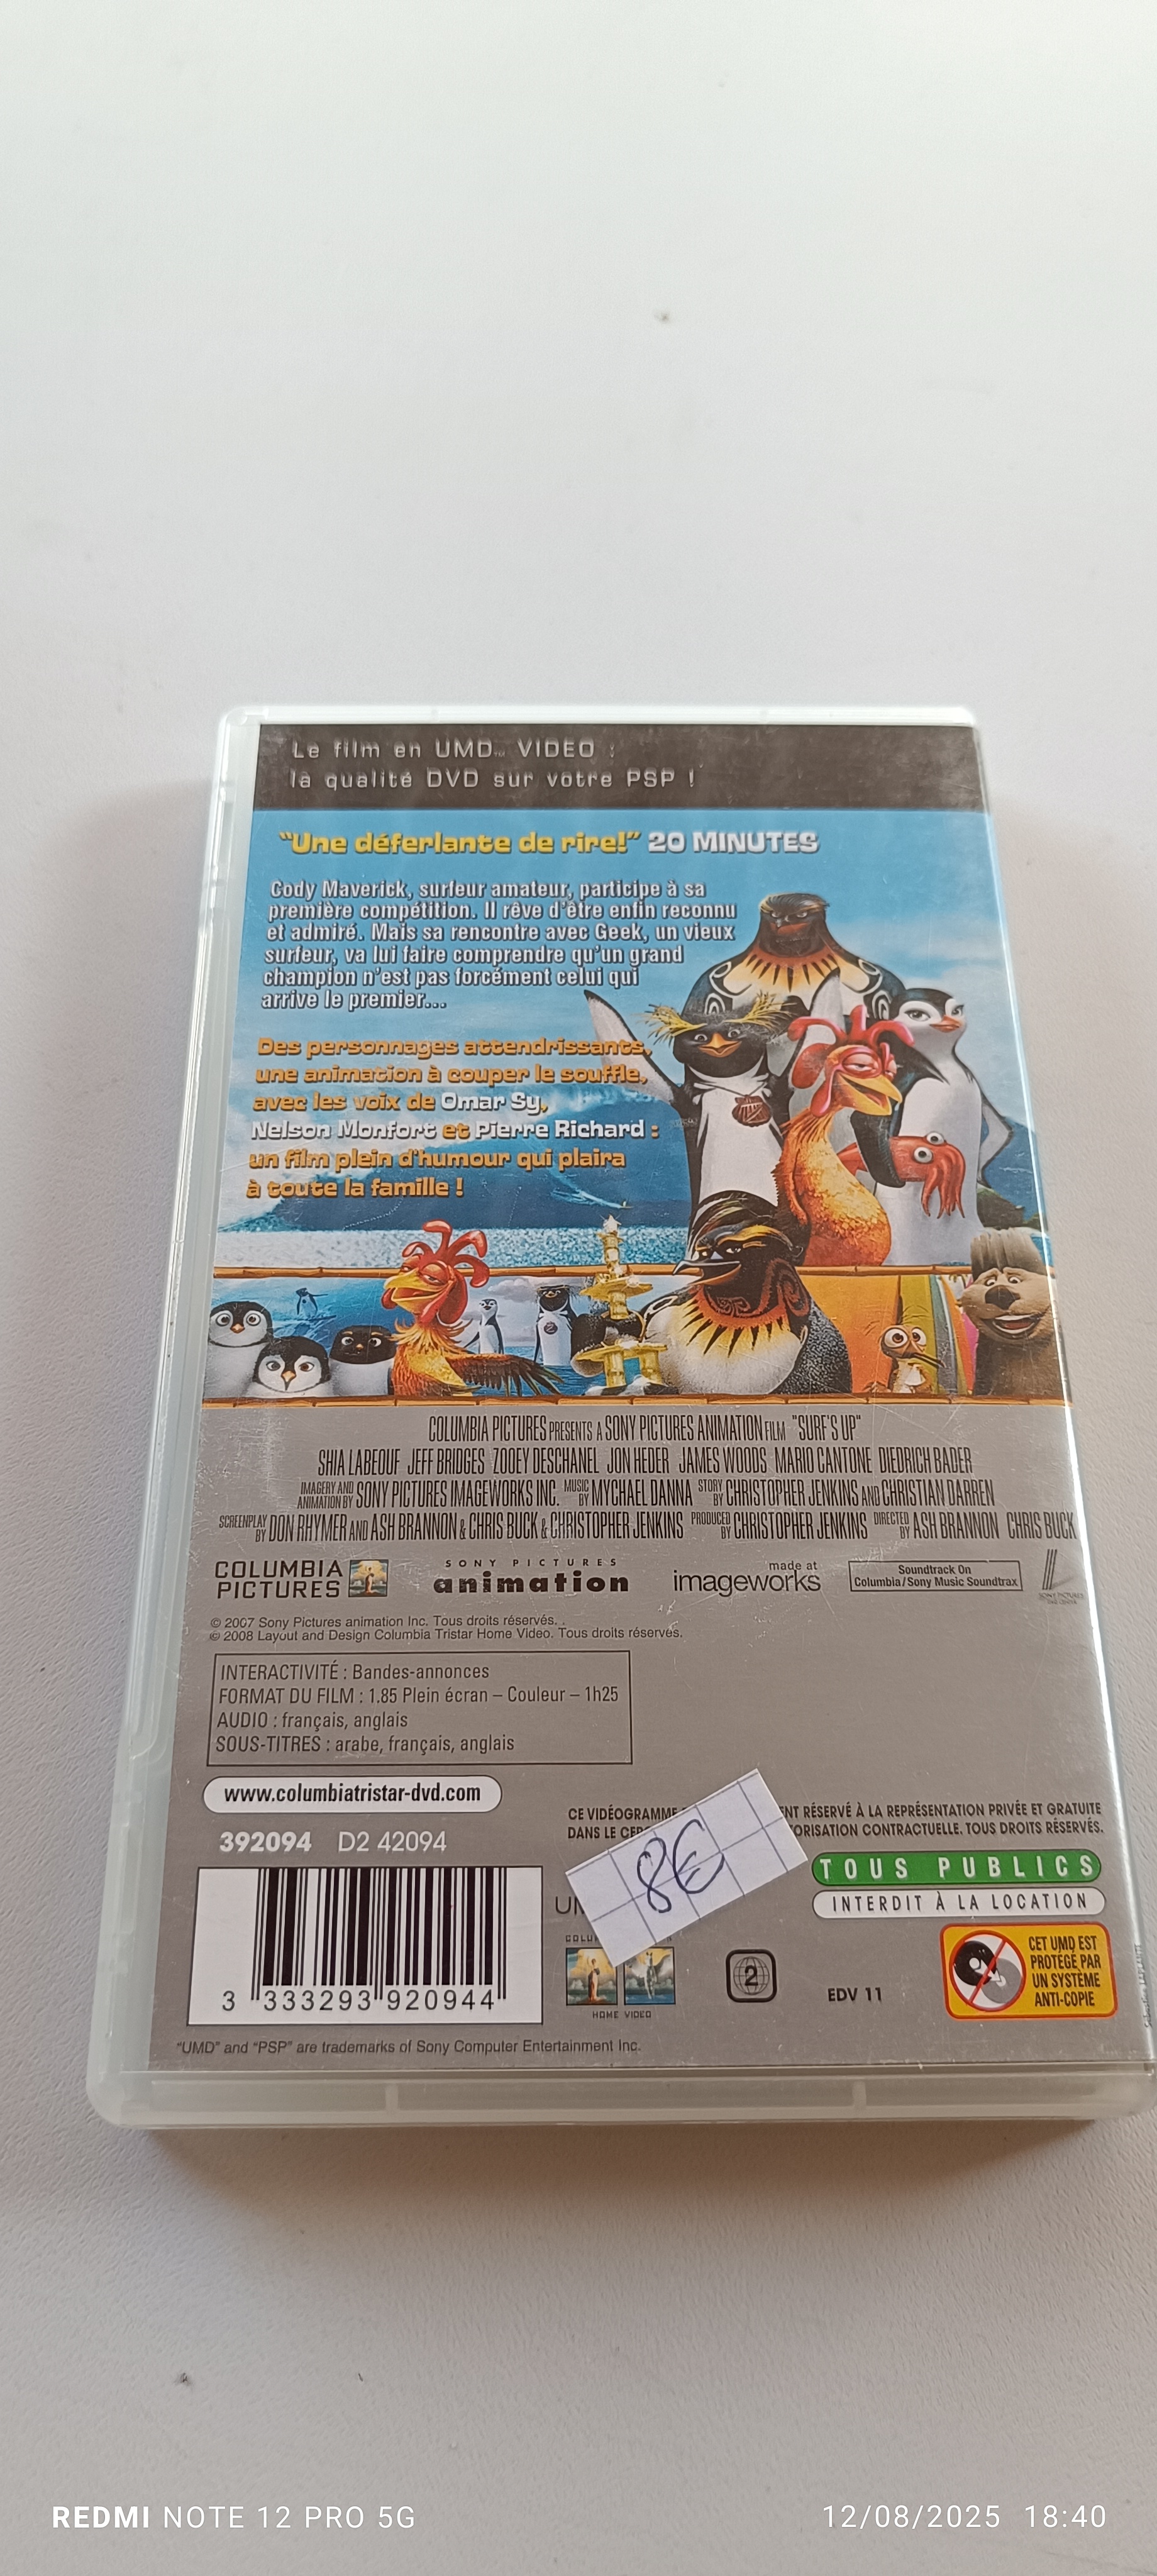 Le film en UMD™ VIDEO :
la qualité DVD sur votre PSP !
"Une déferlante de rire!" 20 MINUTES
Cody Maverick, surfeur amateur, participe à sa
première compétition. Il rêve d'être enfin reconnu
et admiré. Mais sa rencontre avec Geek, un vieux
surfeur, va lui faire comprendre qu'un grand
champion n'est pas forcément celui qui
arrive le premier...
Des personnages attendrissants,
une animation à couper le souffle,
avec les voix de Omar Sy,
Nelson Monfort et Pierre Richard :
un film plein d'humour qui plaira
à toute la famille !
COLUMBIA PICTURES PRESENTS A SONY PICTURES ANIMATION FILM "SURF'S UP"
SHIA LABEOUF JEFF BRIDGES ZOOEY DESCHANEL JON HEDER JAMES WOODS MARIO CANTONE DIEDRICH BADER
IMAGERY AND ANIMATION BY SONY PICTURES IMAGEWORKS INC. MUSIC BY MYCHAEL DANNA STORY BY CHRISTOPHER JENKINS AND CHRISTIAN DARREN
SCREENPLAY BY DON RHYMER AND ASH BRANNON & CHRIS BUCK & CHRISTOPHER JENKINS PRODUCED BY CHRISTOPHER JENKINS DIRECTED BY ASH BRANNON CHRIS BUCK
COLUMBIA
PICTURES
SONY PICTURES
animation
made at
imageworks
Soundtrack On
Columbia/Sony Music Soundtrax
© 2007 Sony Pictures animation Inc. Tous droits réservés.
© 2008 Layout and Design Columbia Tristar Home Video. Tous droits réservés.
INTERACTIVITÉ : Bandes-annonces
FORMAT DU FILM : 1.85 Plein écran – Couleur – 1h25
AUDIO : français, anglais
SOUS-TITRES : arabe, français, anglais
www.columbiatristar-dvd.com
392094 D2 42094
CE VIDÉOGRAMME RÉSERVÉ À LA REPRÉSENTATION PRIVÉE ET GRATUITE
DANS LE CONTRACTUELLE. TOUS DROITS RÉSERVÉS.
8€
TOUS PUBLICS
INTERDIT À LA LOCATION
HOME VIDEO
2
EDV 11
CET UMD EST
PROTÉGÉ PAR
UN SYSTÈME
ANTI-COPIE
3 333293 920944
"UMD" and "PSP" are trademarks of Sony Computer Entertainment Inc.
REDMI NOTE 12 PRO 5G
12/08/2025 18:40